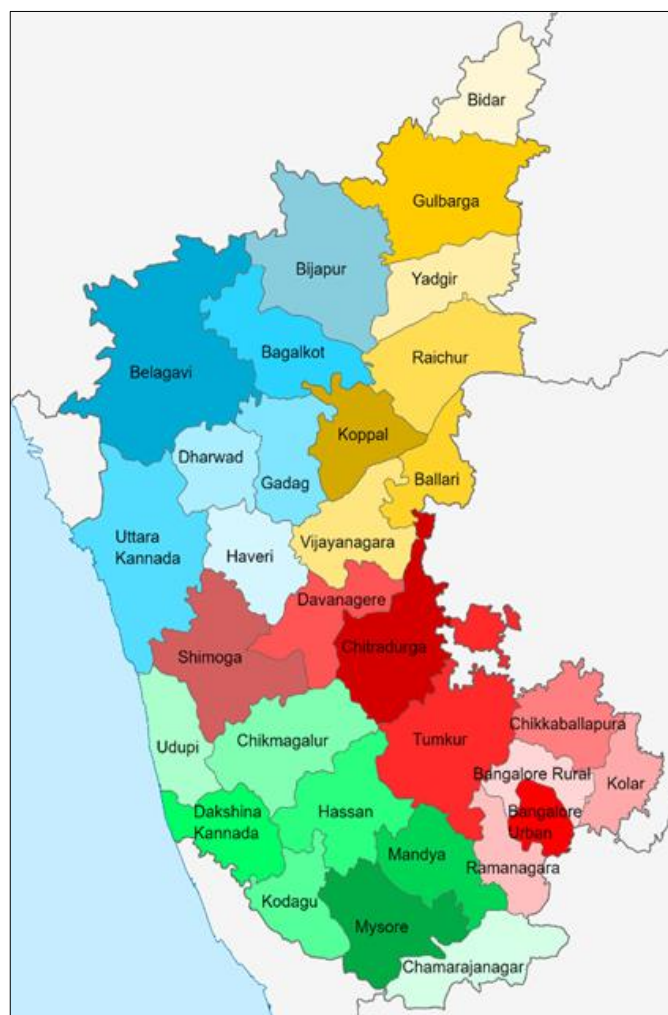 Bidar
Gulbarga
Bijapur
Yadgir
Bagalkot
Raichur
Belagavi
Koppal
Dharwad
Gadag
Ballari
Uttara
Kannada
Haveri
Vijayanagara
Davanagere
Chitradurga
Shimoga
Udupi
Chikmagalur
Tumkur
Chikkaballapura
Bangalore Rural
Kolar
Dakshina
Kannada
Hassan
Bangalore
Urban
Mandya
Ramanagara
Kodagu
Mysore
Chamarajanagar